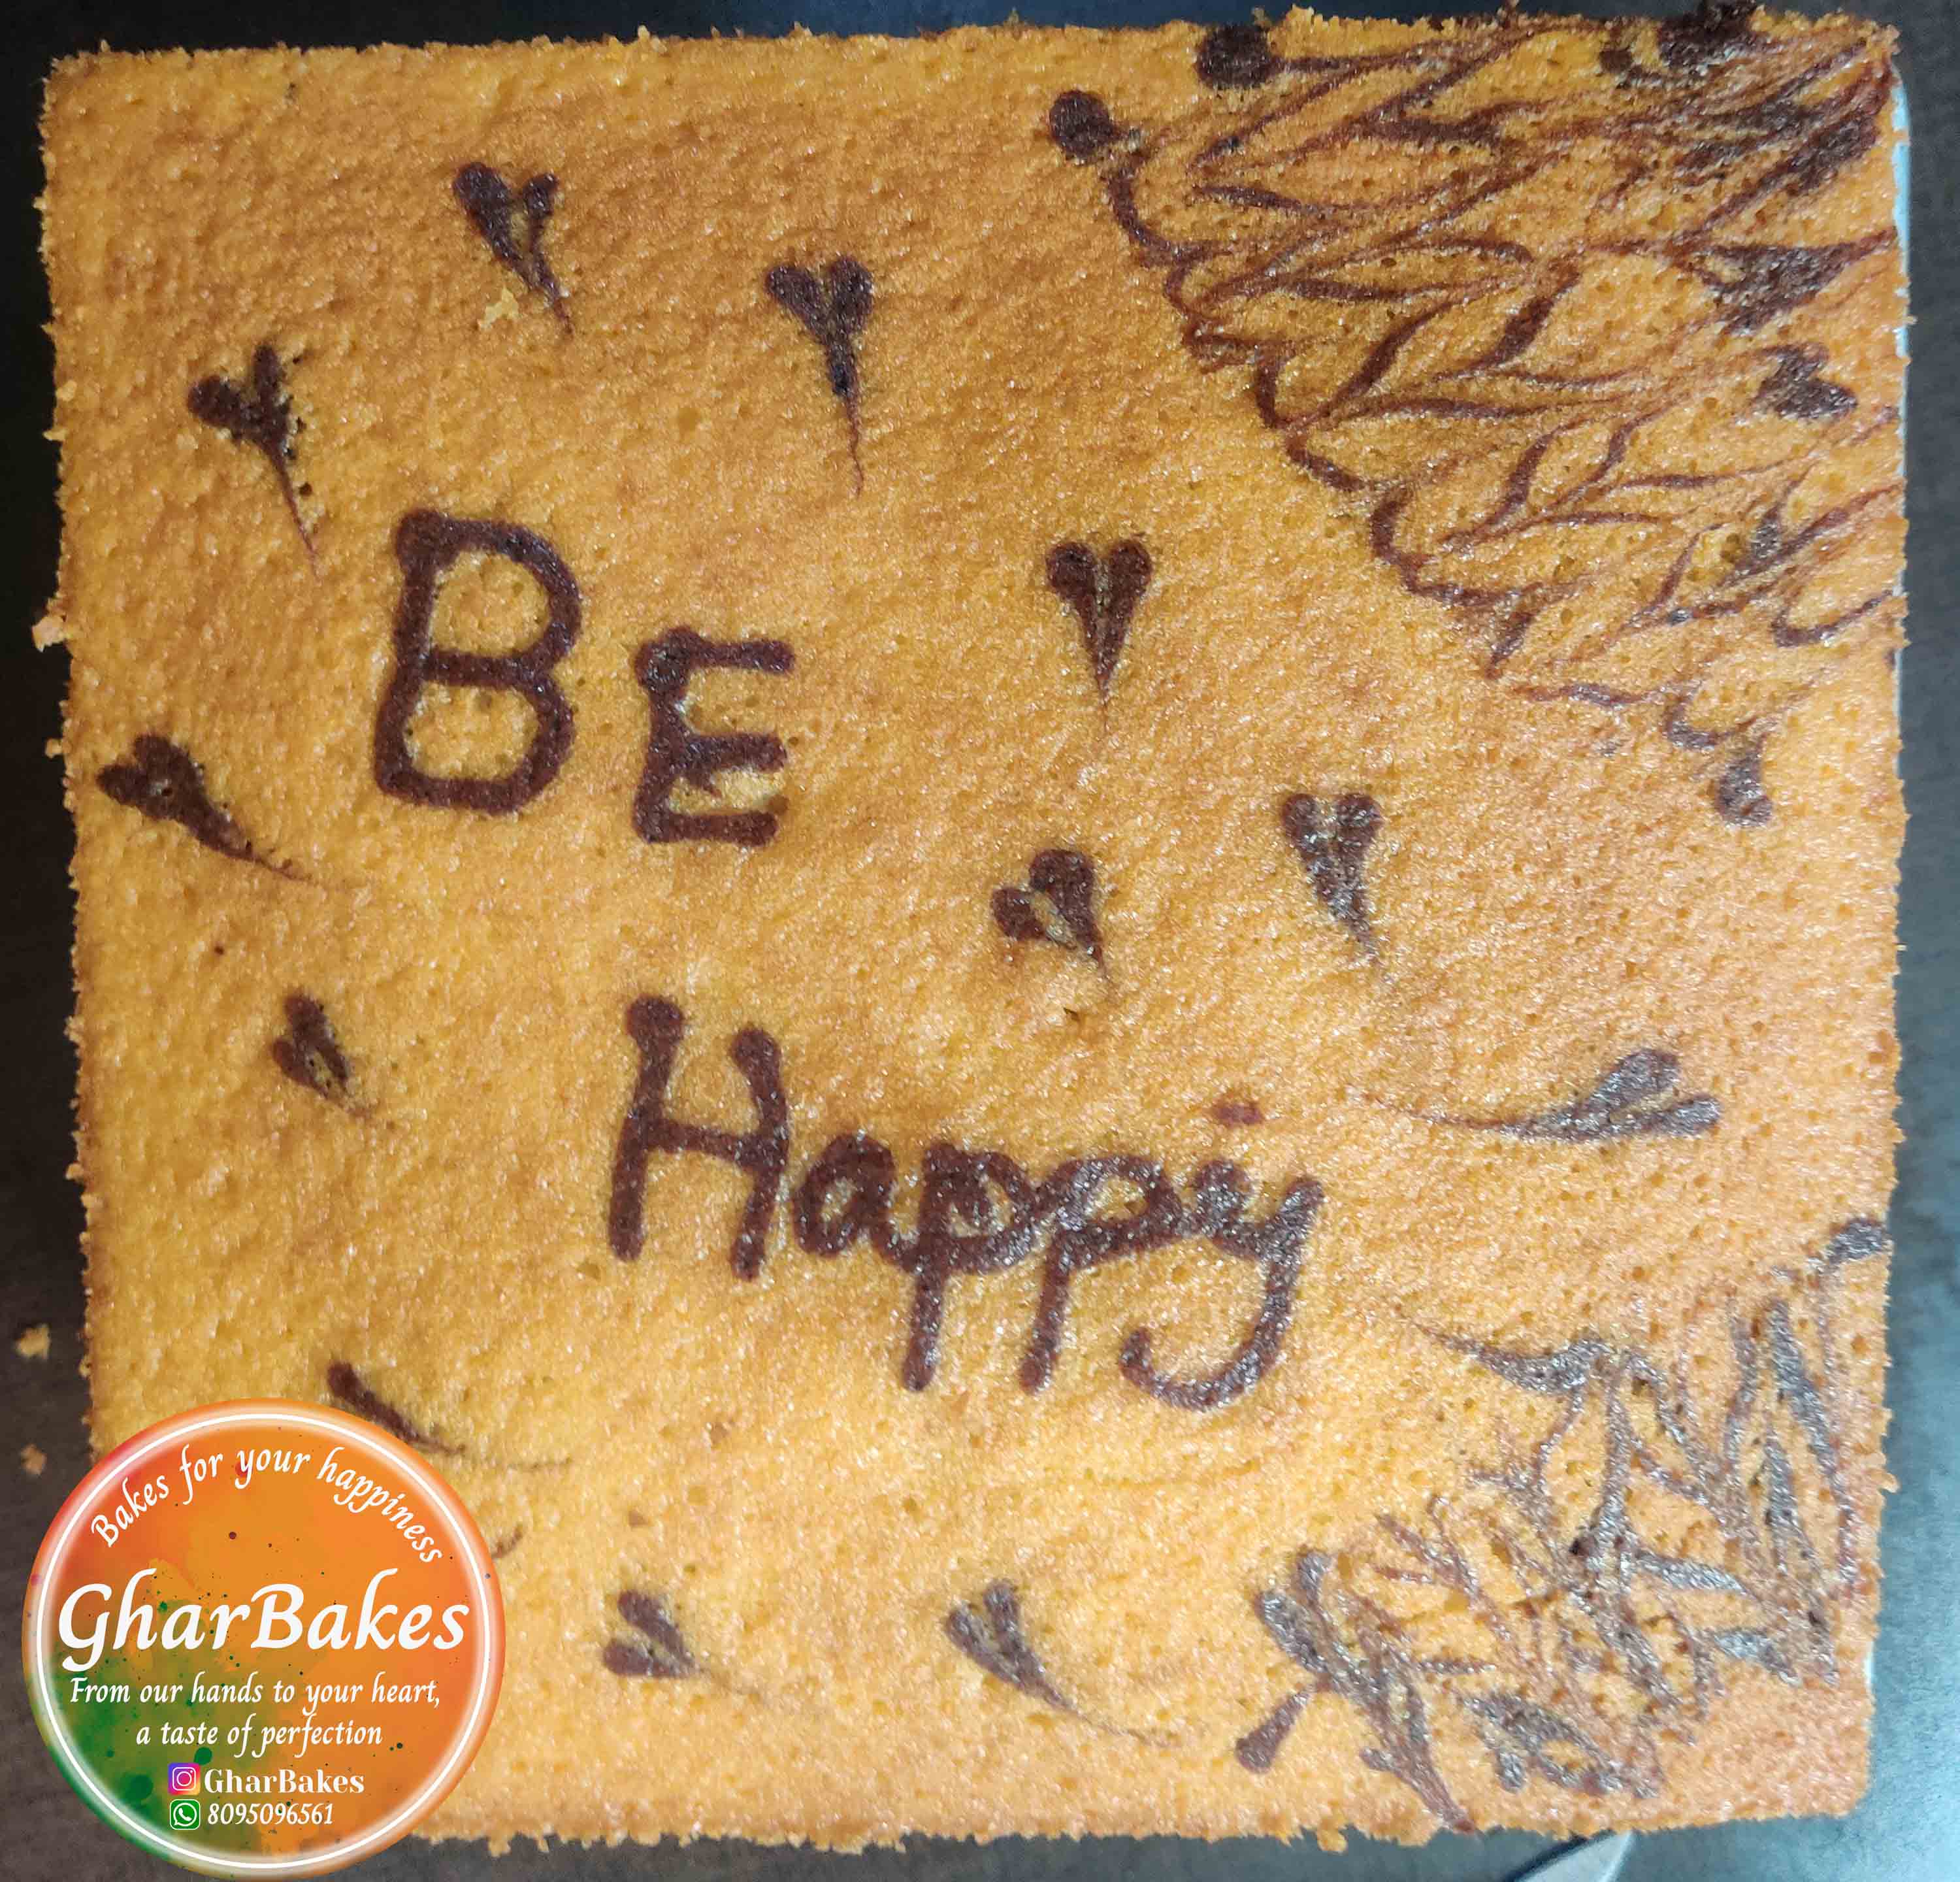 BE
Happy
Bakes for your happiness
GharBakes
From our hands to your heart,
a taste of perfection
GharBakes
8095096561